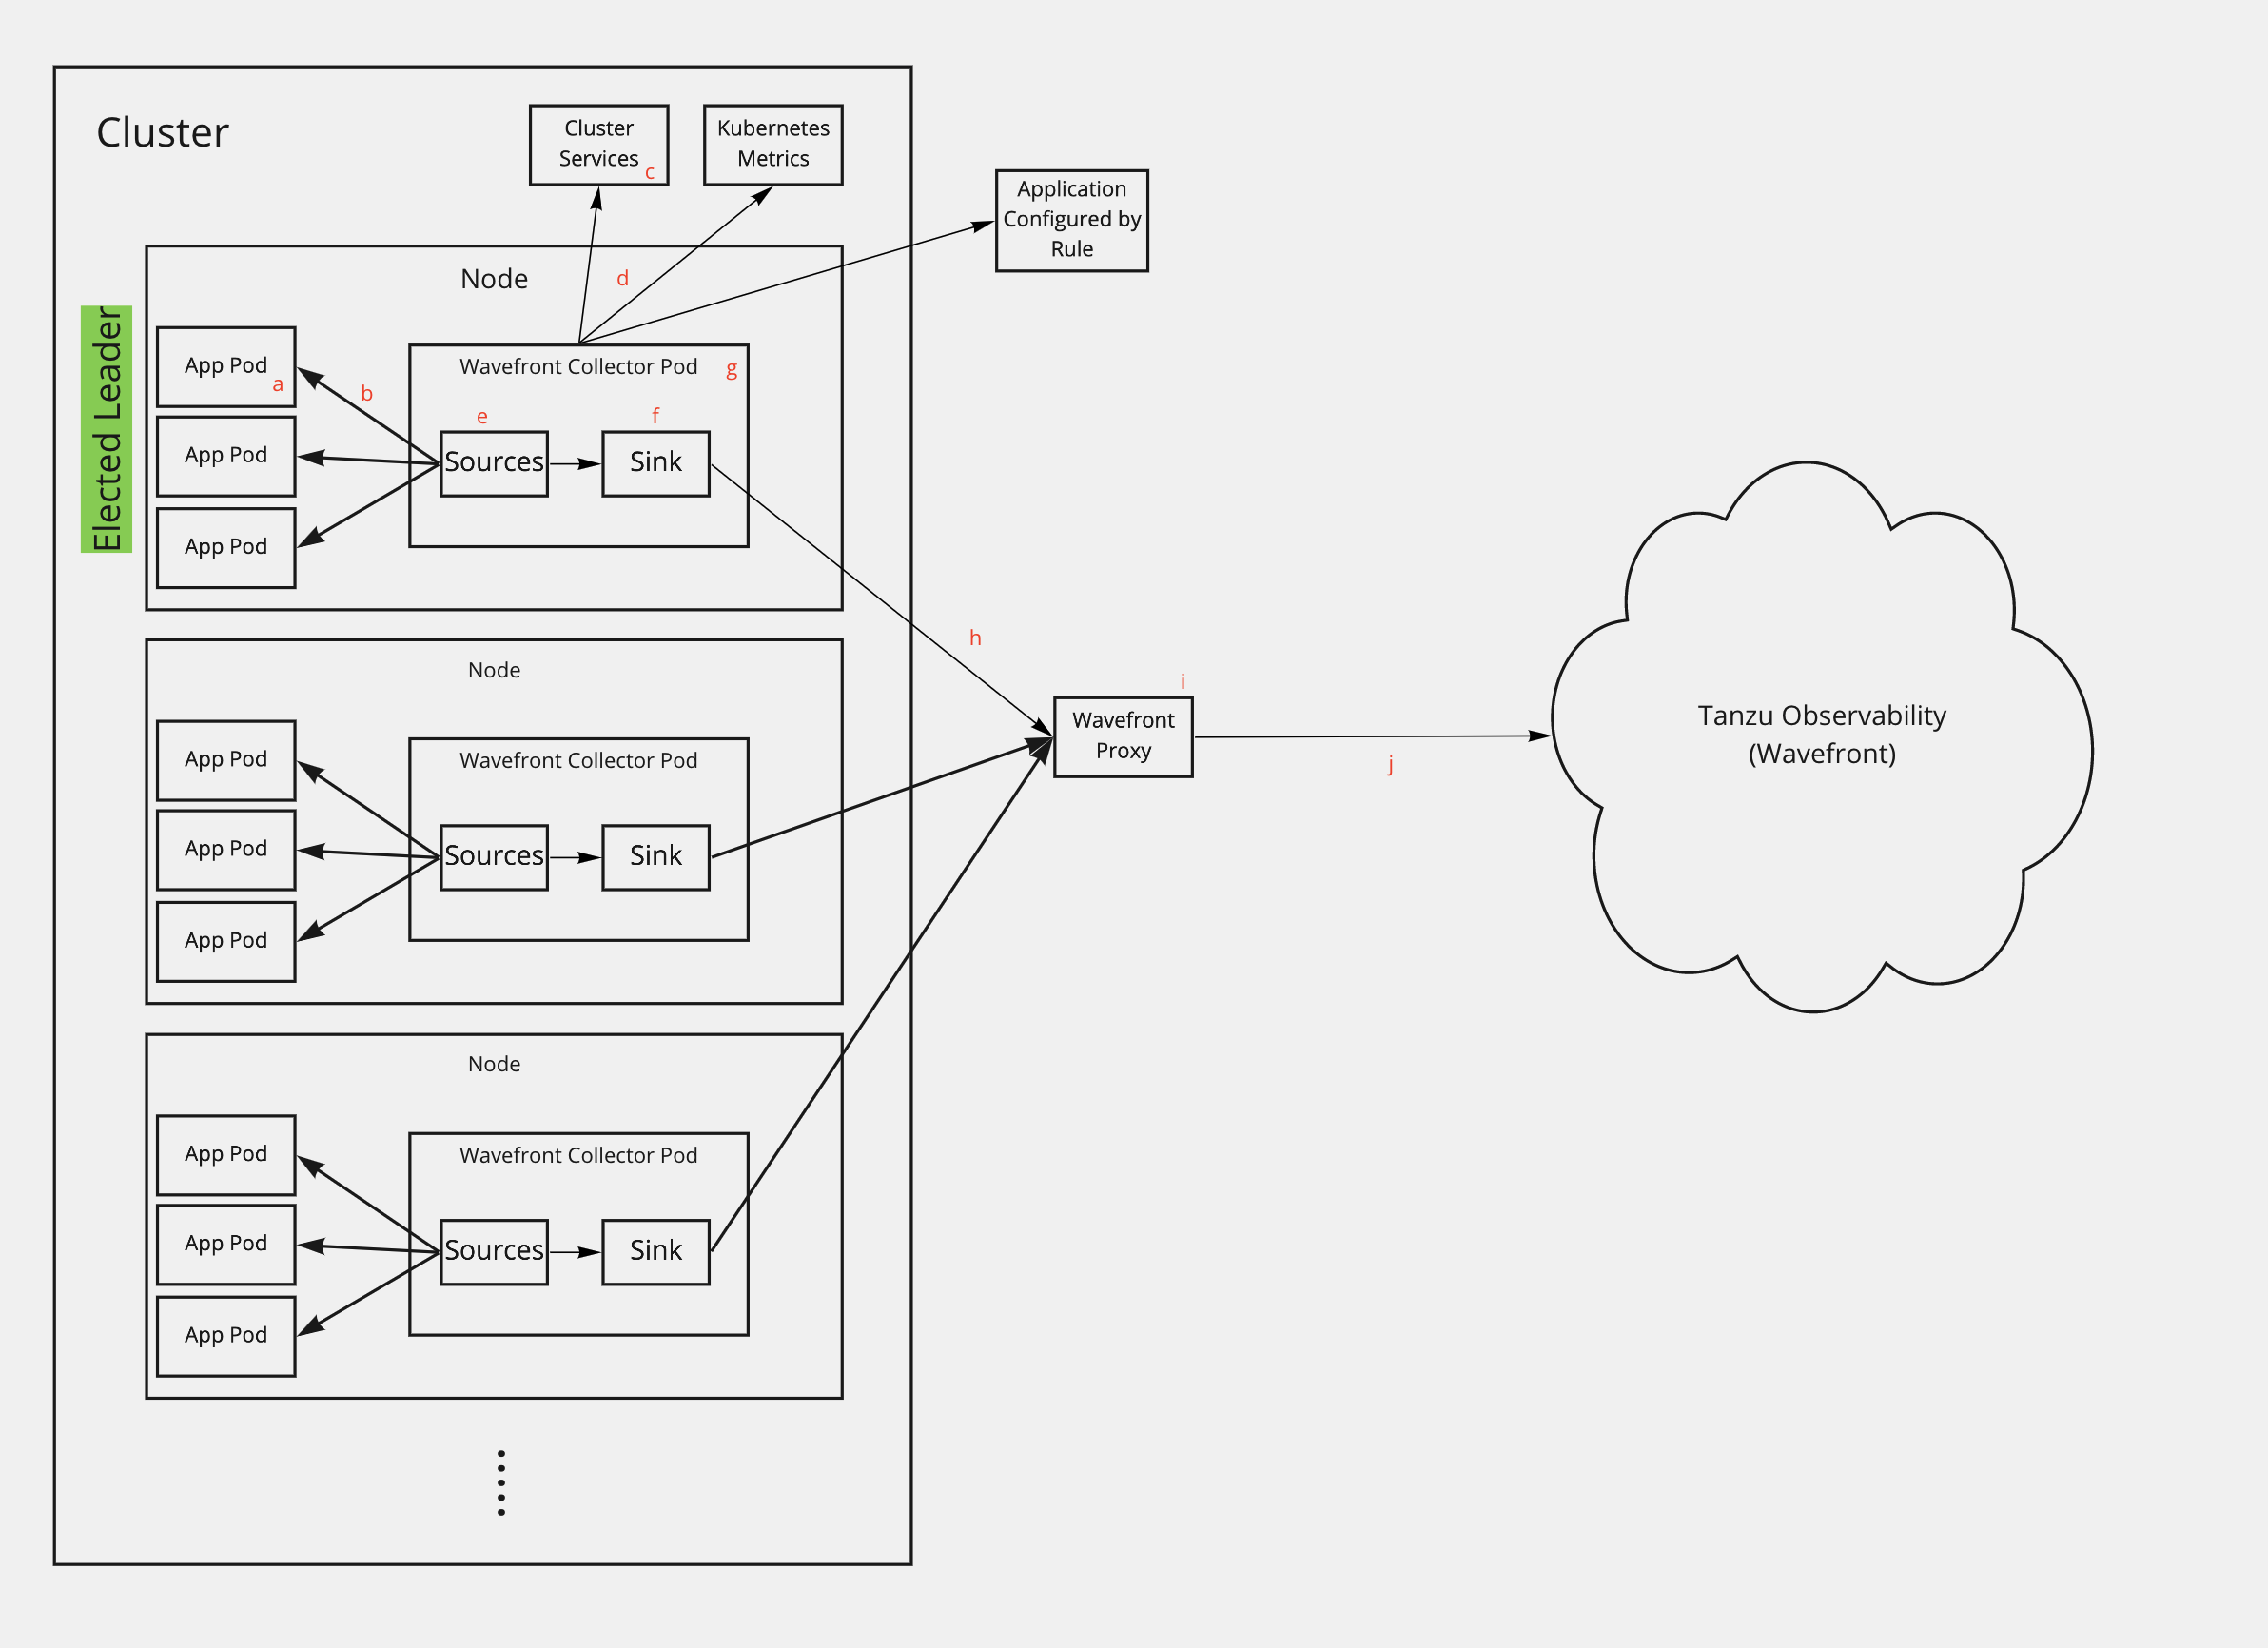 Cluster
Cluster
Services
c
Kubernetes
Metrics
Application
Configured by
Rule
Elected Leader
Node
d
App Pod
a
b
App Pod
App Pod
Wavefront Collector Pod
g
e
f
Sources
Sink
h
Node
App Pod
App Pod
App Pod
Wavefront Collector Pod
Sources
Sink
i
Wavefront
Proxy
j
Tanzu Observability
(Wavefront)
Node
App Pod
App Pod
App Pod
Wavefront Collector Pod
Sources
Sink